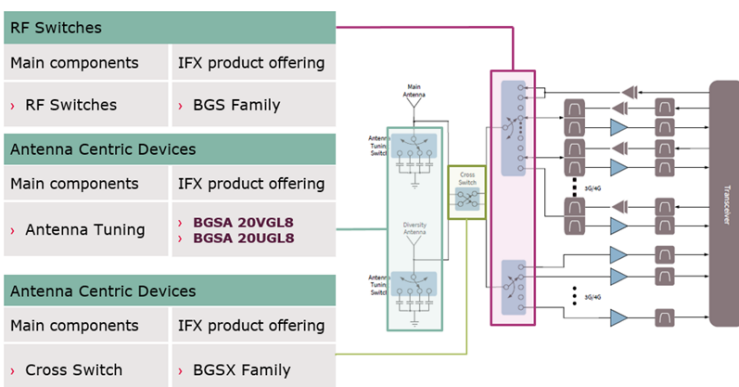 RF Switches
Main components IFX product offering
› RF Switches › BGS Family
Antenna Centric Devices
Main components IFX product offering
› Antenna Tuning › BGSA 20VGL8
› BGSA 20UGL8
Antenna Centric Devices
Main components IFX product offering
› Cross Switch › BGSX Family
Main
Antenna
Antenna
Tuning
Switch
Cross
Switch
Diversity
Antenna
Antenna
Tuning
Switch
3G/4G
3G/4G
Transceiver